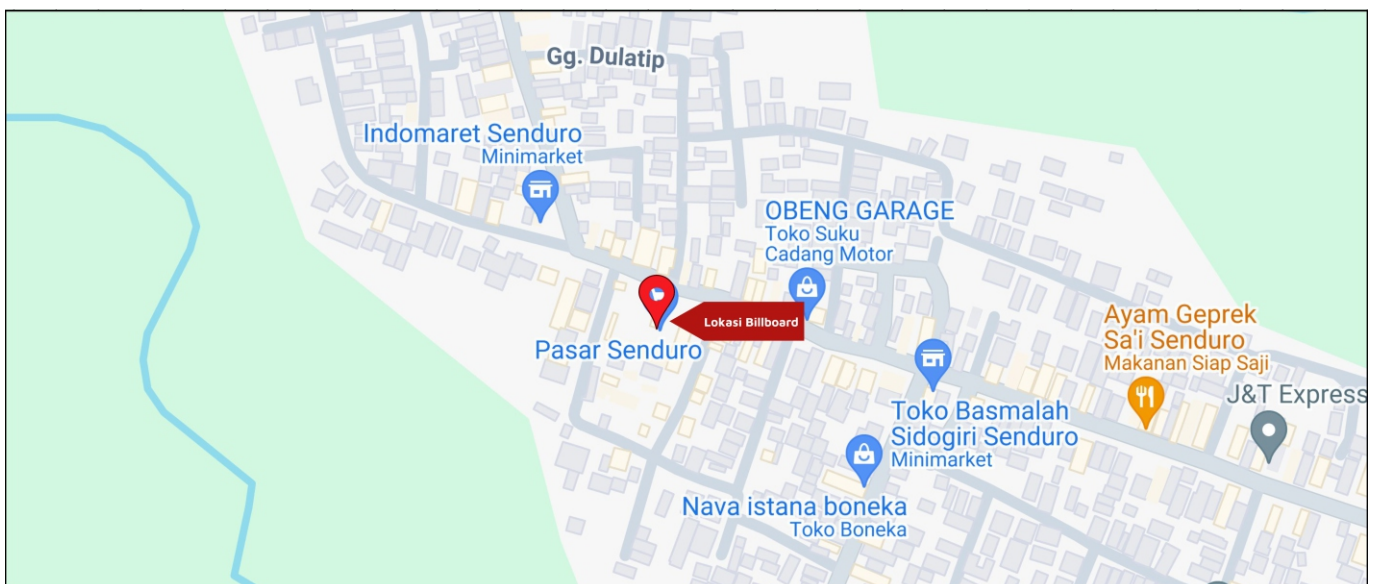 Gg. Dulatip
Indomaret Senduro
Minimarket
OBENG GARAGE
Toko Suku
Cadang Motor
Lokasi Billboard
Pasar Senduro
Ayam Geprek
Sa'i Senduro
Makanan Siap Saji
J&T Express
Toko Basmalah
Sidogiri Senduro
Minimarket
Nava istana boneka
Toko Boneka